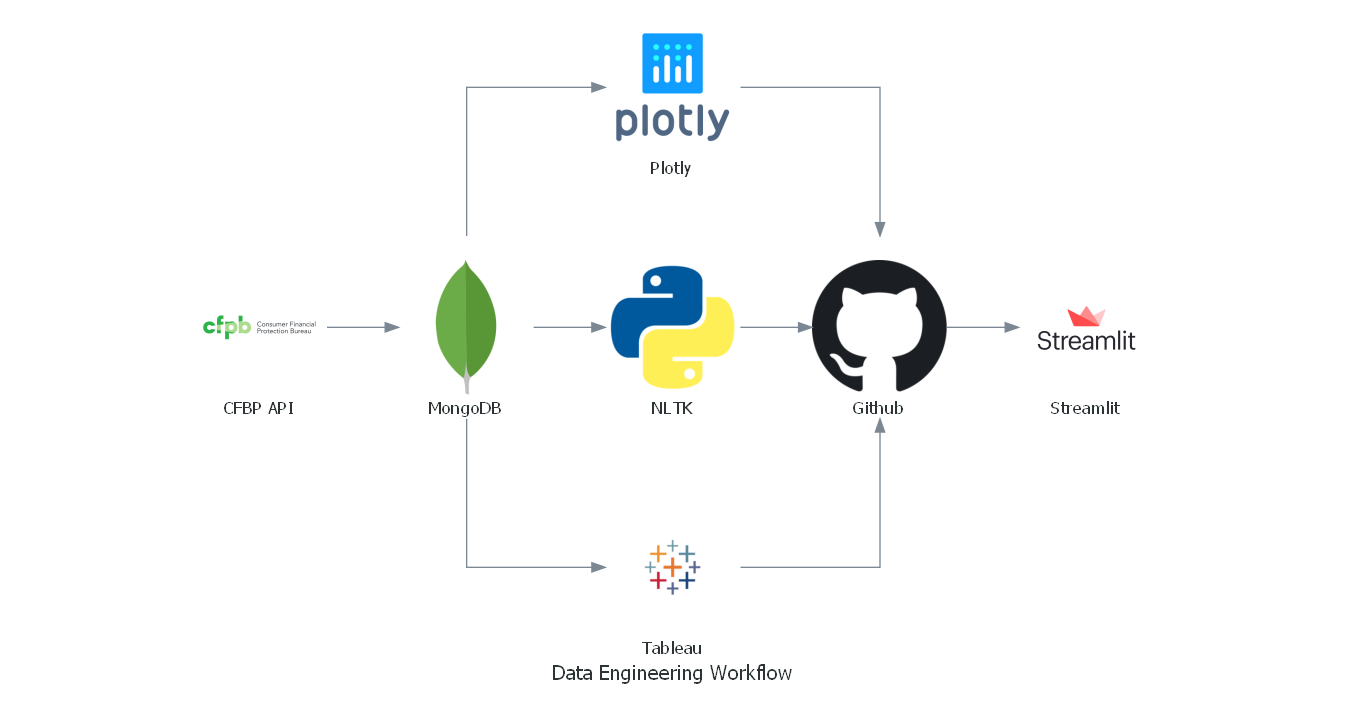 plotly
Plotly
cfpb
Consumer Financial
Protection Bureau
Streamlit
CFBP API
MongoDB
NLTK
Github
Streamlit
Tableau
Data Engineering Workflow